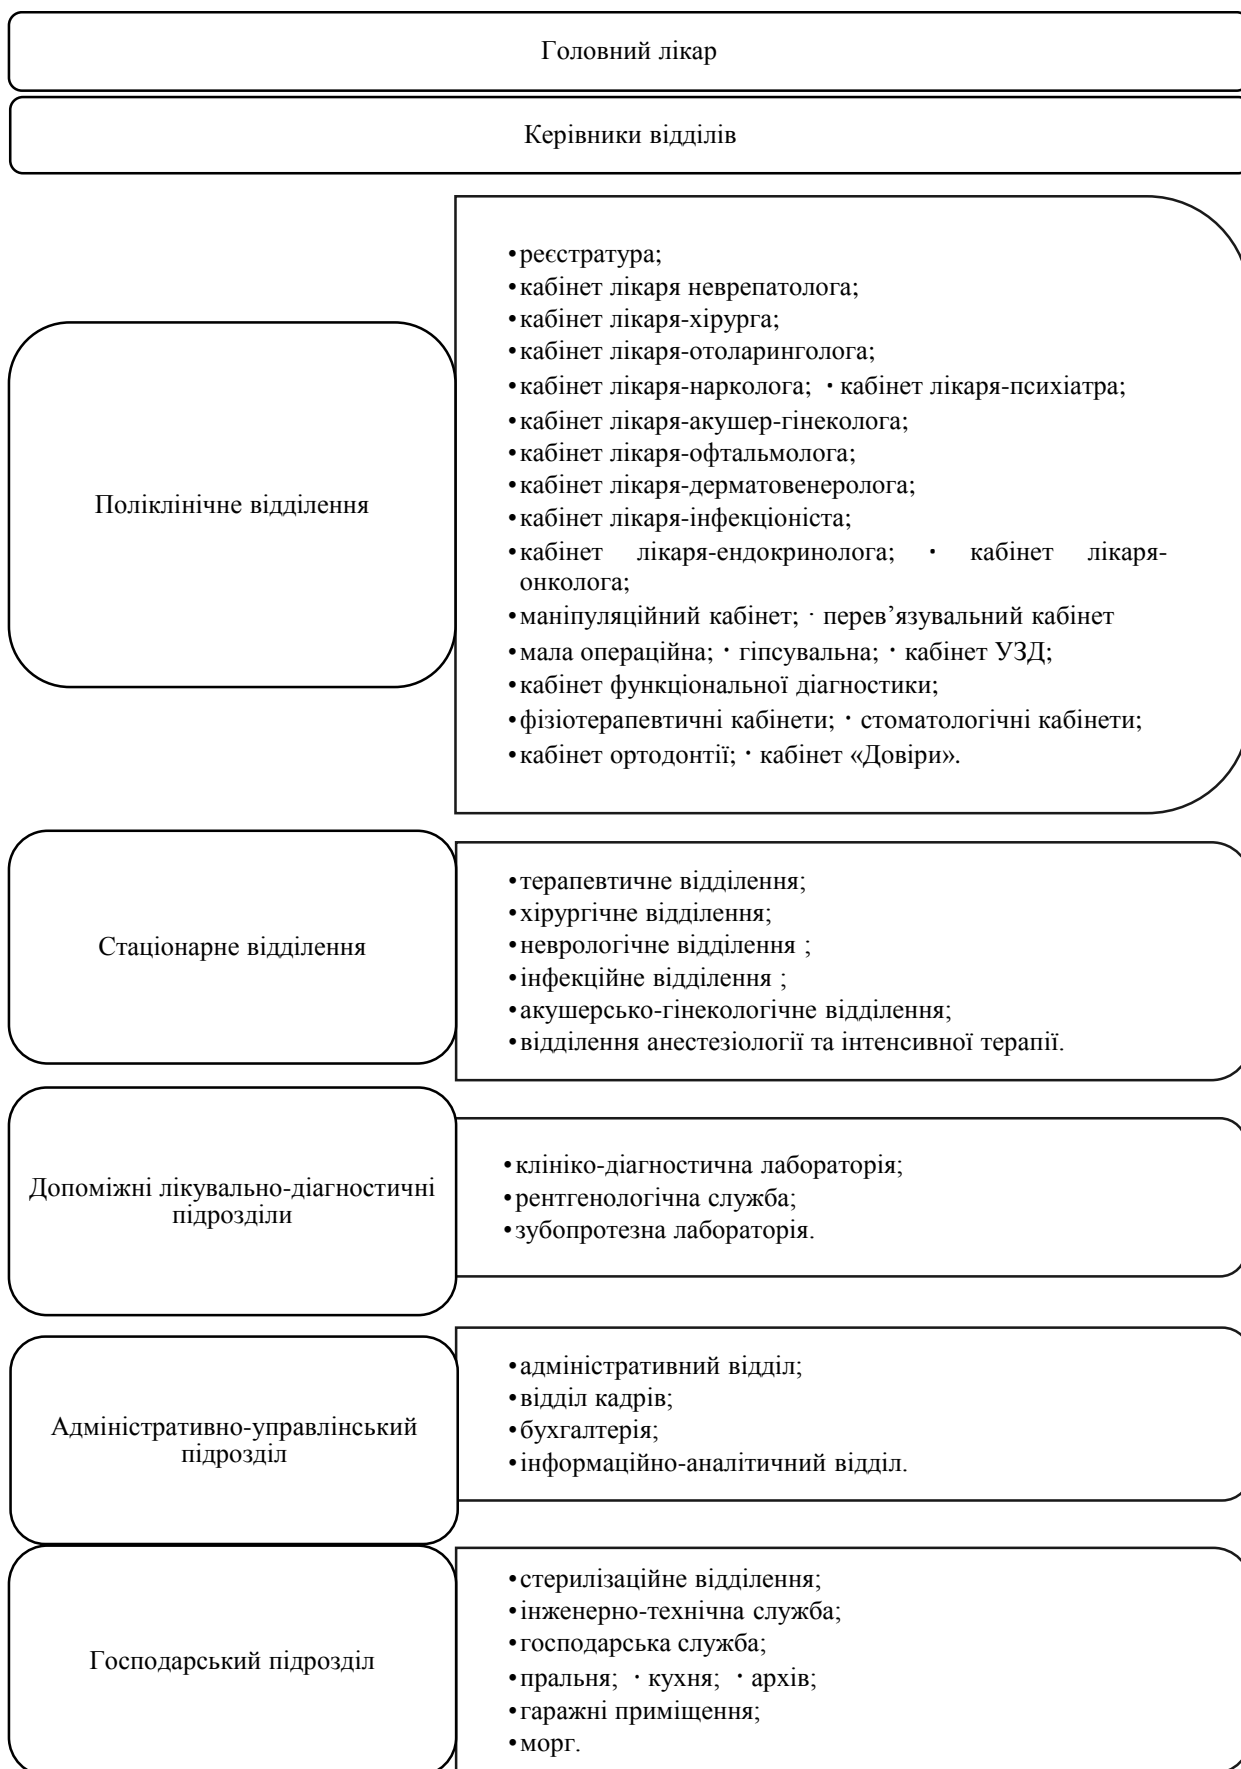 Головний лікар
Керівники відділів
Поліклінічне відділення
•реєстратура;
•кабінет лікаря неврепатолога;
•кабінет лікаря-хірурга;
•кабінет лікаря-отоларинголога;
•кабінет лікаря-нарколога; · кабінет лікаря-психіатра;
•кабінет лікаря-акушер-гінеколога;
•кабінет лікаря-офтальмолога;
•кабінет лікаря-дерматовенеролога;
•кабінет лікаря-інфекціоніста;
•кабінет лікаря-ендокринолога; · кабінет лікаря-
онколога;
•маніпуляційний кабінет; · перев’язувальний кабінет
•мала операційна; · гіпсувальна; · кабінет УЗД;
•кабінет функціональної діагностики;
•фізіотерапевтичні кабінети; · стоматологічні кабінети;
•кабінет ортодонтії; · кабінет «Довіри».
Стаціонарне відділення
•терапевтичне відділення;
•хірургічне відділення;
•неврологічне відділення ;
•інфекційне відділення ;
•акушерсько-гінекологічне відділення;
•відділення анестезіології та інтенсивної терапії.
Допоміжні лікувально-діагностичні
підрозділи
•клініко-діагностична лабораторія;
•рентгенологічна служба;
•зубопротезна лабораторія.
Адміністративно-управлінський
підрозділ
•адміністративний відділ;
•відділ кадрів;
•бухгалтерія;
•інформаційно-аналітичний відділ.
Господарський підрозділ
•стерилізаційне відділення;
•інженерно-технічна служба;
•господарська служба;
•пральня; · кухня; · архів;
•гаражні приміщення;
•морг.